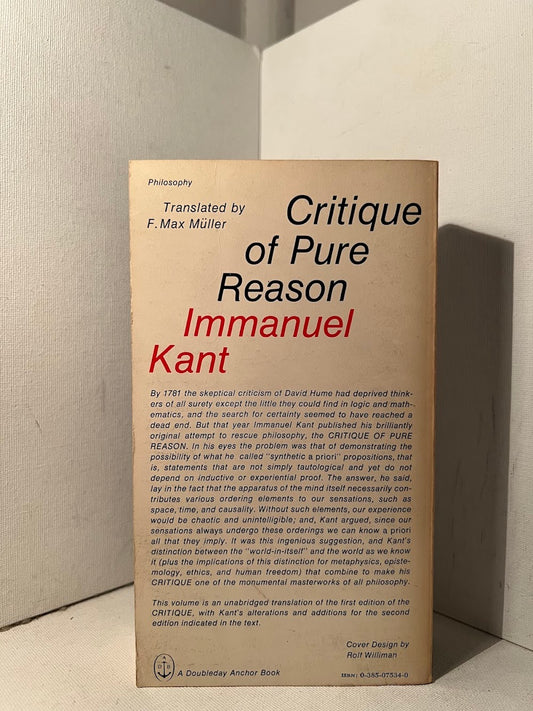 Philosophy
Translated by
F. Max Müller
Critique
of Pure
Reason
Immanuel
Kant
By 1781 the skeptical criticism of David Hume had deprived think-
ers of all surety except the little they could find in logic and math-
ematics, and the search for certainty seemed to have reached a
dead end. But that year Immanuel Kant published his brilliantly
original attempt to rescue philosophy, the CRITIQUE OF PURE
REASON. In his eyes the problem was that of demonstrating the
possibility of what he called "synthetic a priori" propositions, that
is, statements that are not simply tautological and yet do not
depend on inductive or experiential proof. The answer, he said,
lay in the fact that the apparatus of the mind itself necessarily con-
tributes various ordering elements to our sensations, such as
space, time, and causality. Without such elements, our experience
would be chaotic and unintelligible; and, Kant argued, since our
sensations always undergo these orderings we can know a priori
all that they imply. It was this ingenious suggestion, and Kant's
distinction between the "world-in-itself" and the world as we know
it (plus the implications of this distinction for metaphysics, episte-
mology, ethics, and human freedom) that combine to make his
CRITIQUE one of the monumental masterworks of all philosophy.
This volume is an unabridged translation of the first edition of the
CRITIQUE, with Kant's alterations and additions for the second
edition indicated in the text.
Cover Design by
Rolf Williman
A Doubleday Anchor Book
ISBN: 0-385-07534-0